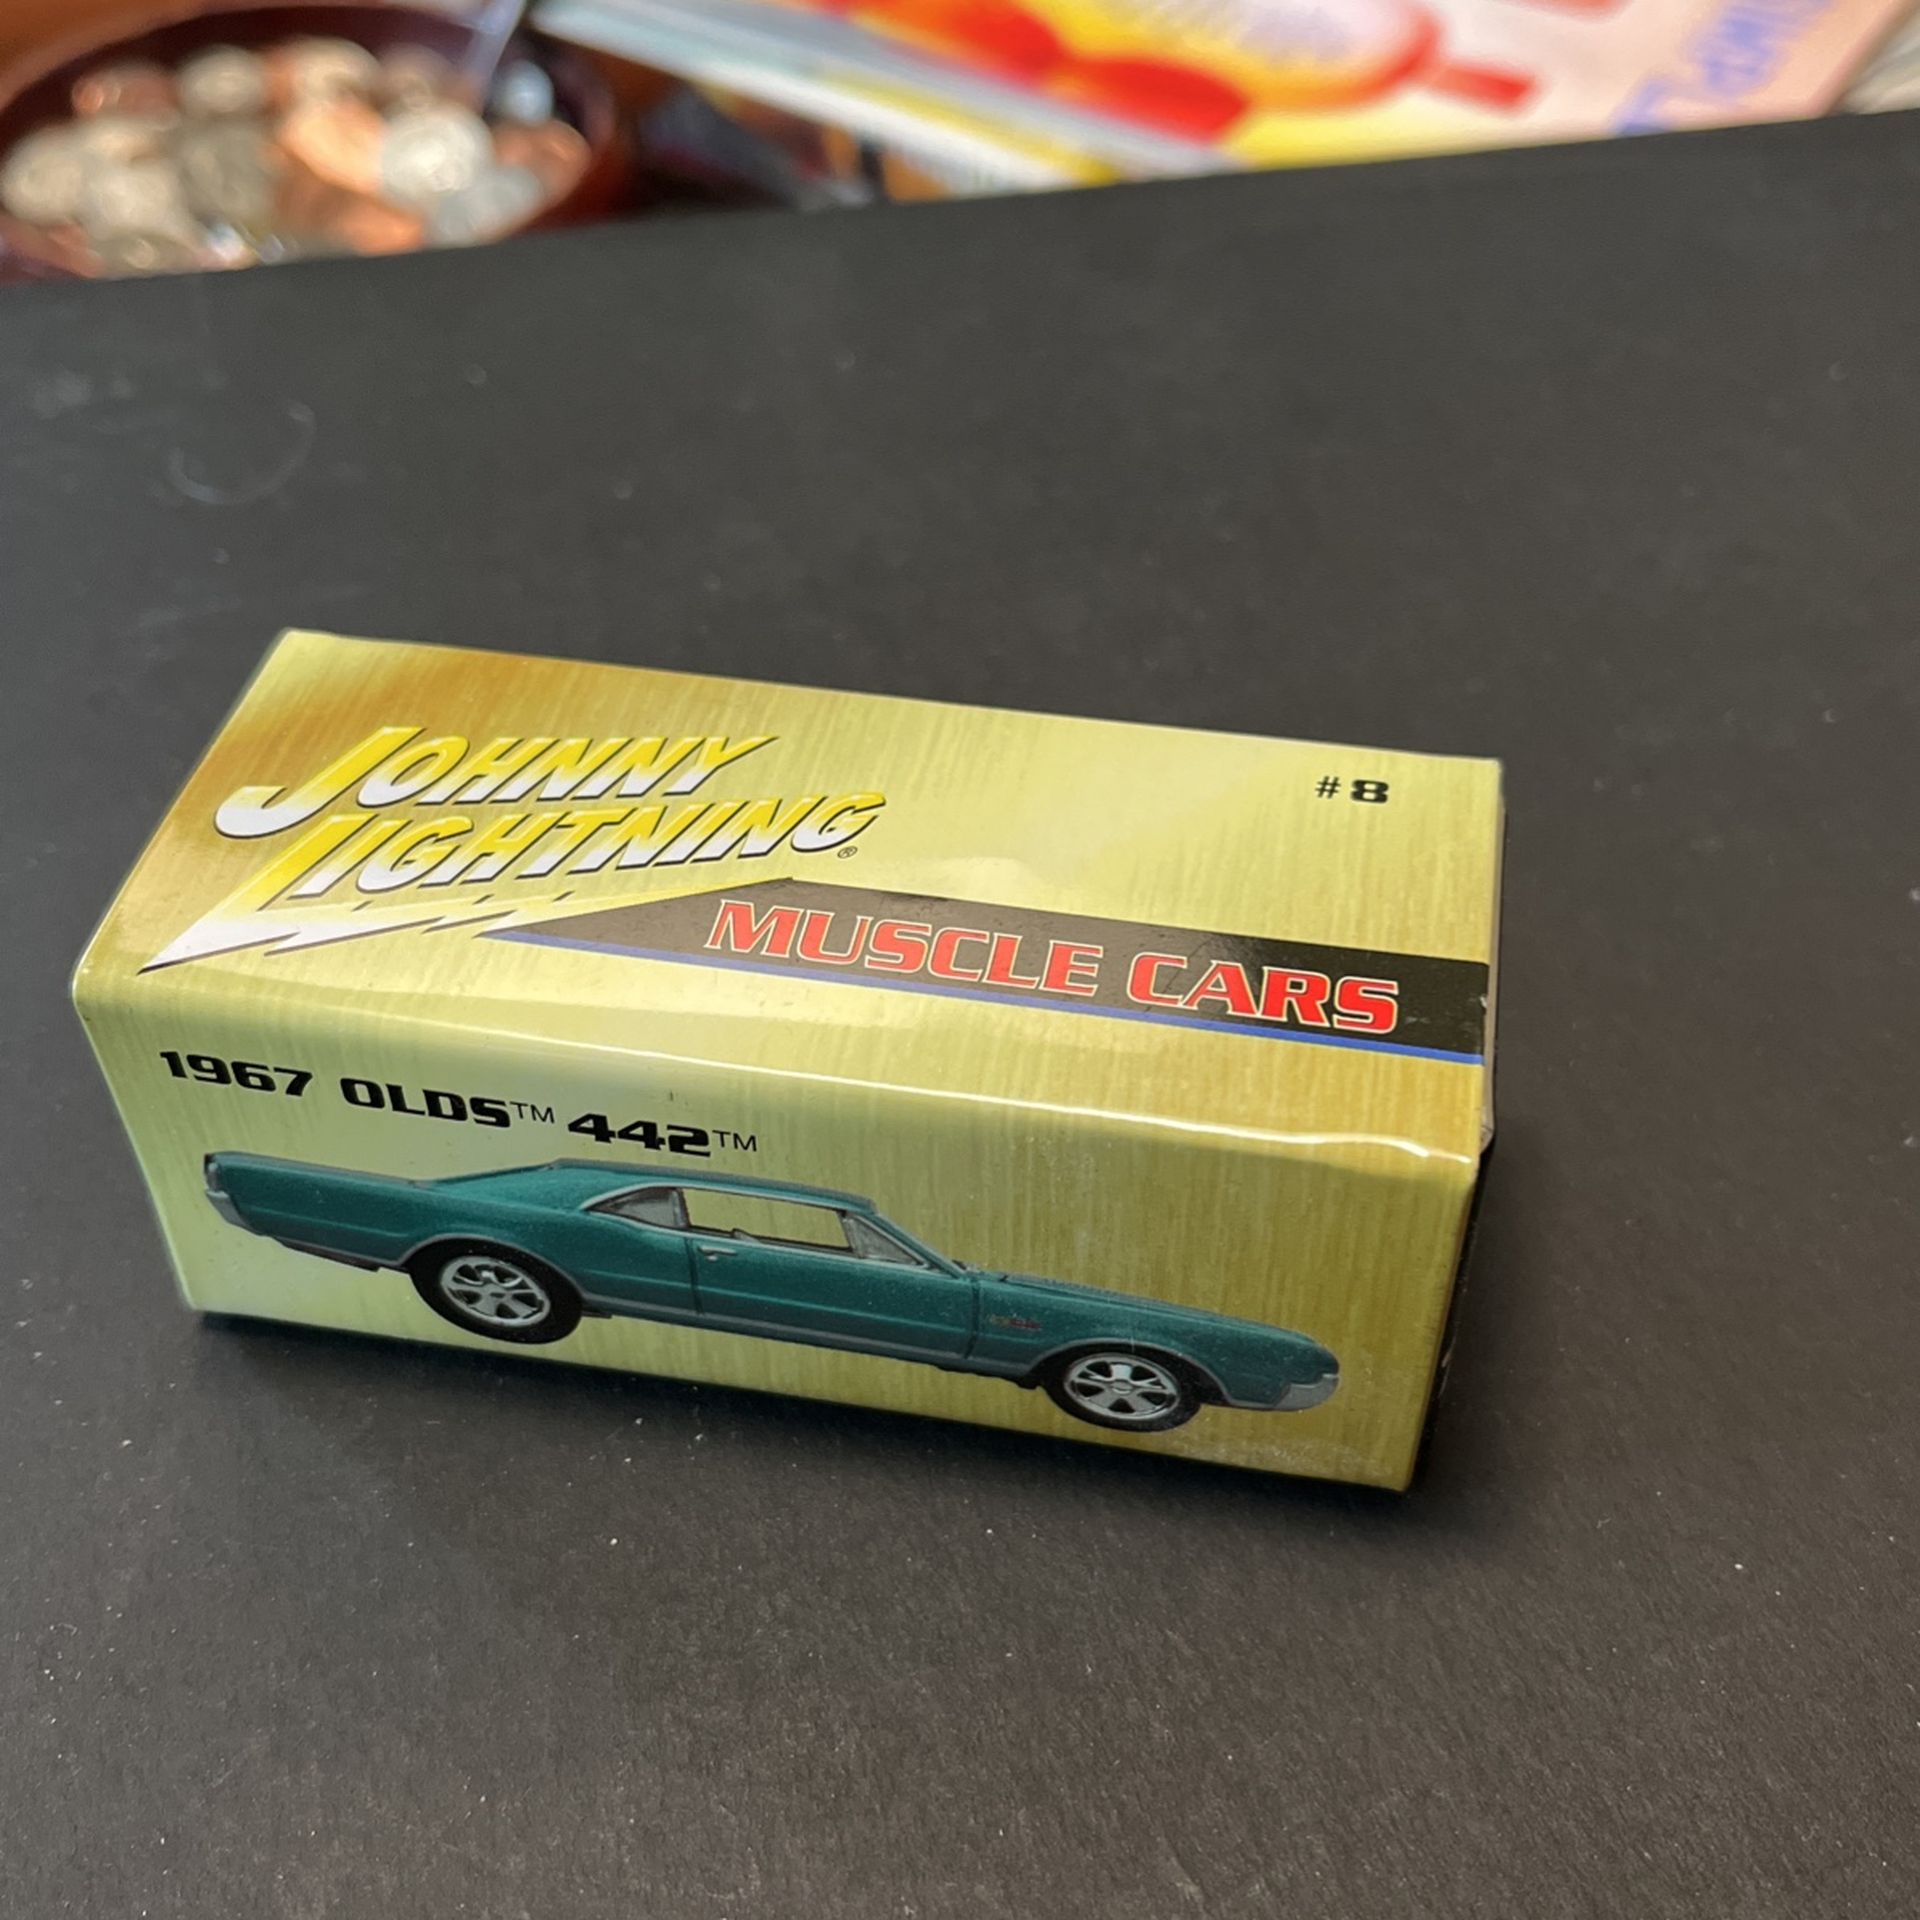 JOHNNY
LIGHTNING®
#8
MUSCLE CARS
1967 OLDS™ 442™